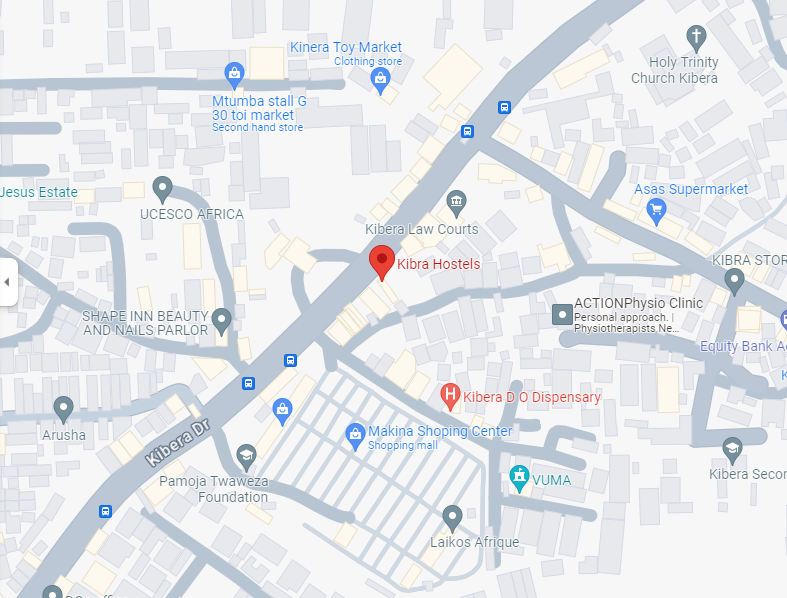 Kinera Toy Market
Clothing store
Holy Trinity
Church Kibera
Mtumba stall G
30 toi market
Second hand store
Jesus Estate
Asas Supermarket
UCESCO AFRICA
Kibera Law Courts
KIBRA STOR
Kibra Hostels
ACTIONPhysio Clinic
Personal approach. |
Physiotherapists Ne...
SHAPE INN BEAUTY
AND NAILS PARLOR
Equity Bank Ag
Kibera D O Dispensary
Arusha
Kibera Dr
Makina Shoping Center
Shopping mall
Kibera Secon
Pamoja Twaweza
Foundation
VUMA
Laikos Afrique